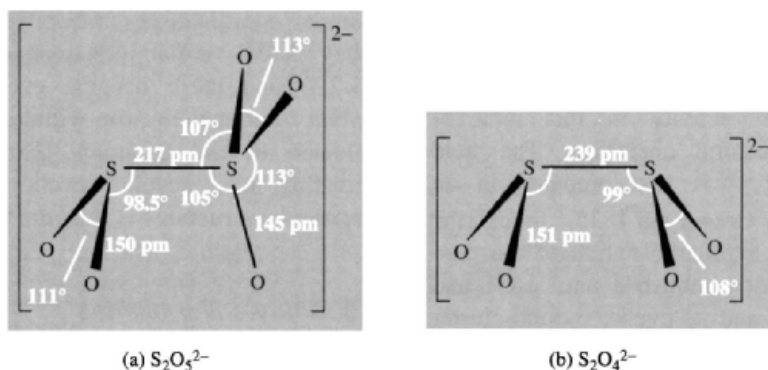 2–
O
113°
O
107°
217 pm
S
S
113°
98.5°
105°
150 pm
145 pm
O
O
O
111°
(a) S₂O₅²⁻
2–
239 pm
S
S
99°
151 pm
O
O
O
O
108°
(b) S₂O₄²⁻